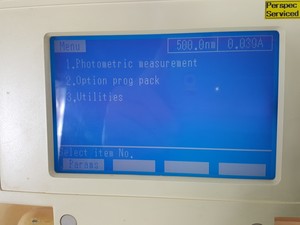 Perspec
Serviced
Menu 500.0nm 0.039A
1.Photometric measurement
2.Option prog pack
3.Utilities
Select item No.
Params